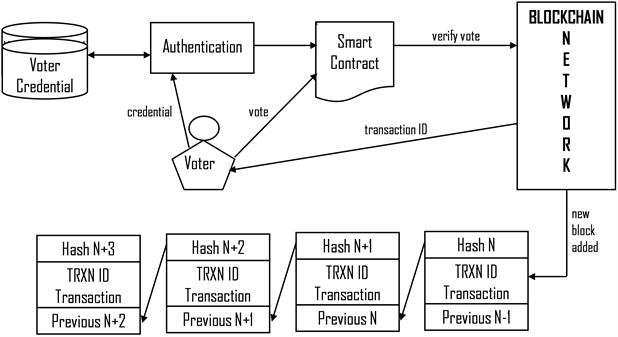 Voter
Credential
Authentication
Smart
Contract
verify vote
BLOCKCHAIN
N
E
T
W
O
R
K
credential
vote
transaction ID
Voter
new
block
added
Hash N+3
TRXN ID
Transaction
Previous N+2
Hash N+2
TRXN ID
Transaction
Previous N+1
Hash N+1
TRXN ID
Transaction
Previous N
Hash N
TRXN ID
Transaction
Previous N-1